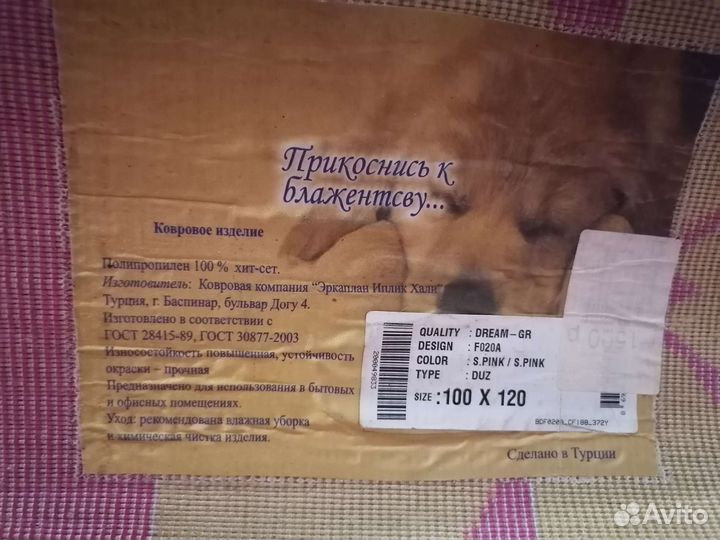 Прикоснись к
блажентсву...
Ковровое изделие
Полипропилен 100 % хит-сет.
Изготовитель: Ковровая компания "Эркаплан Иплик Хали"
Турция, г. Баспинар, бульвар Догу 4.
Изготовлено в соответствии с
ГОСТ 28415-89, ГОСТ 30877-2003
Износостойкость повышенная, устойчивость
окраски – прочная
Предназначено для использования в бытовых
и офисных помещениях.
Уход: рекомендована влажная уборка
и химическая чистка изделия.
200049833
QUALITY : DREAM-GR
DESIGN : F020A
COLOR : S.PINK / S.PINK
TYPE : DUZ
SIZE : 100 X 120
Сделано в Турции
Avito